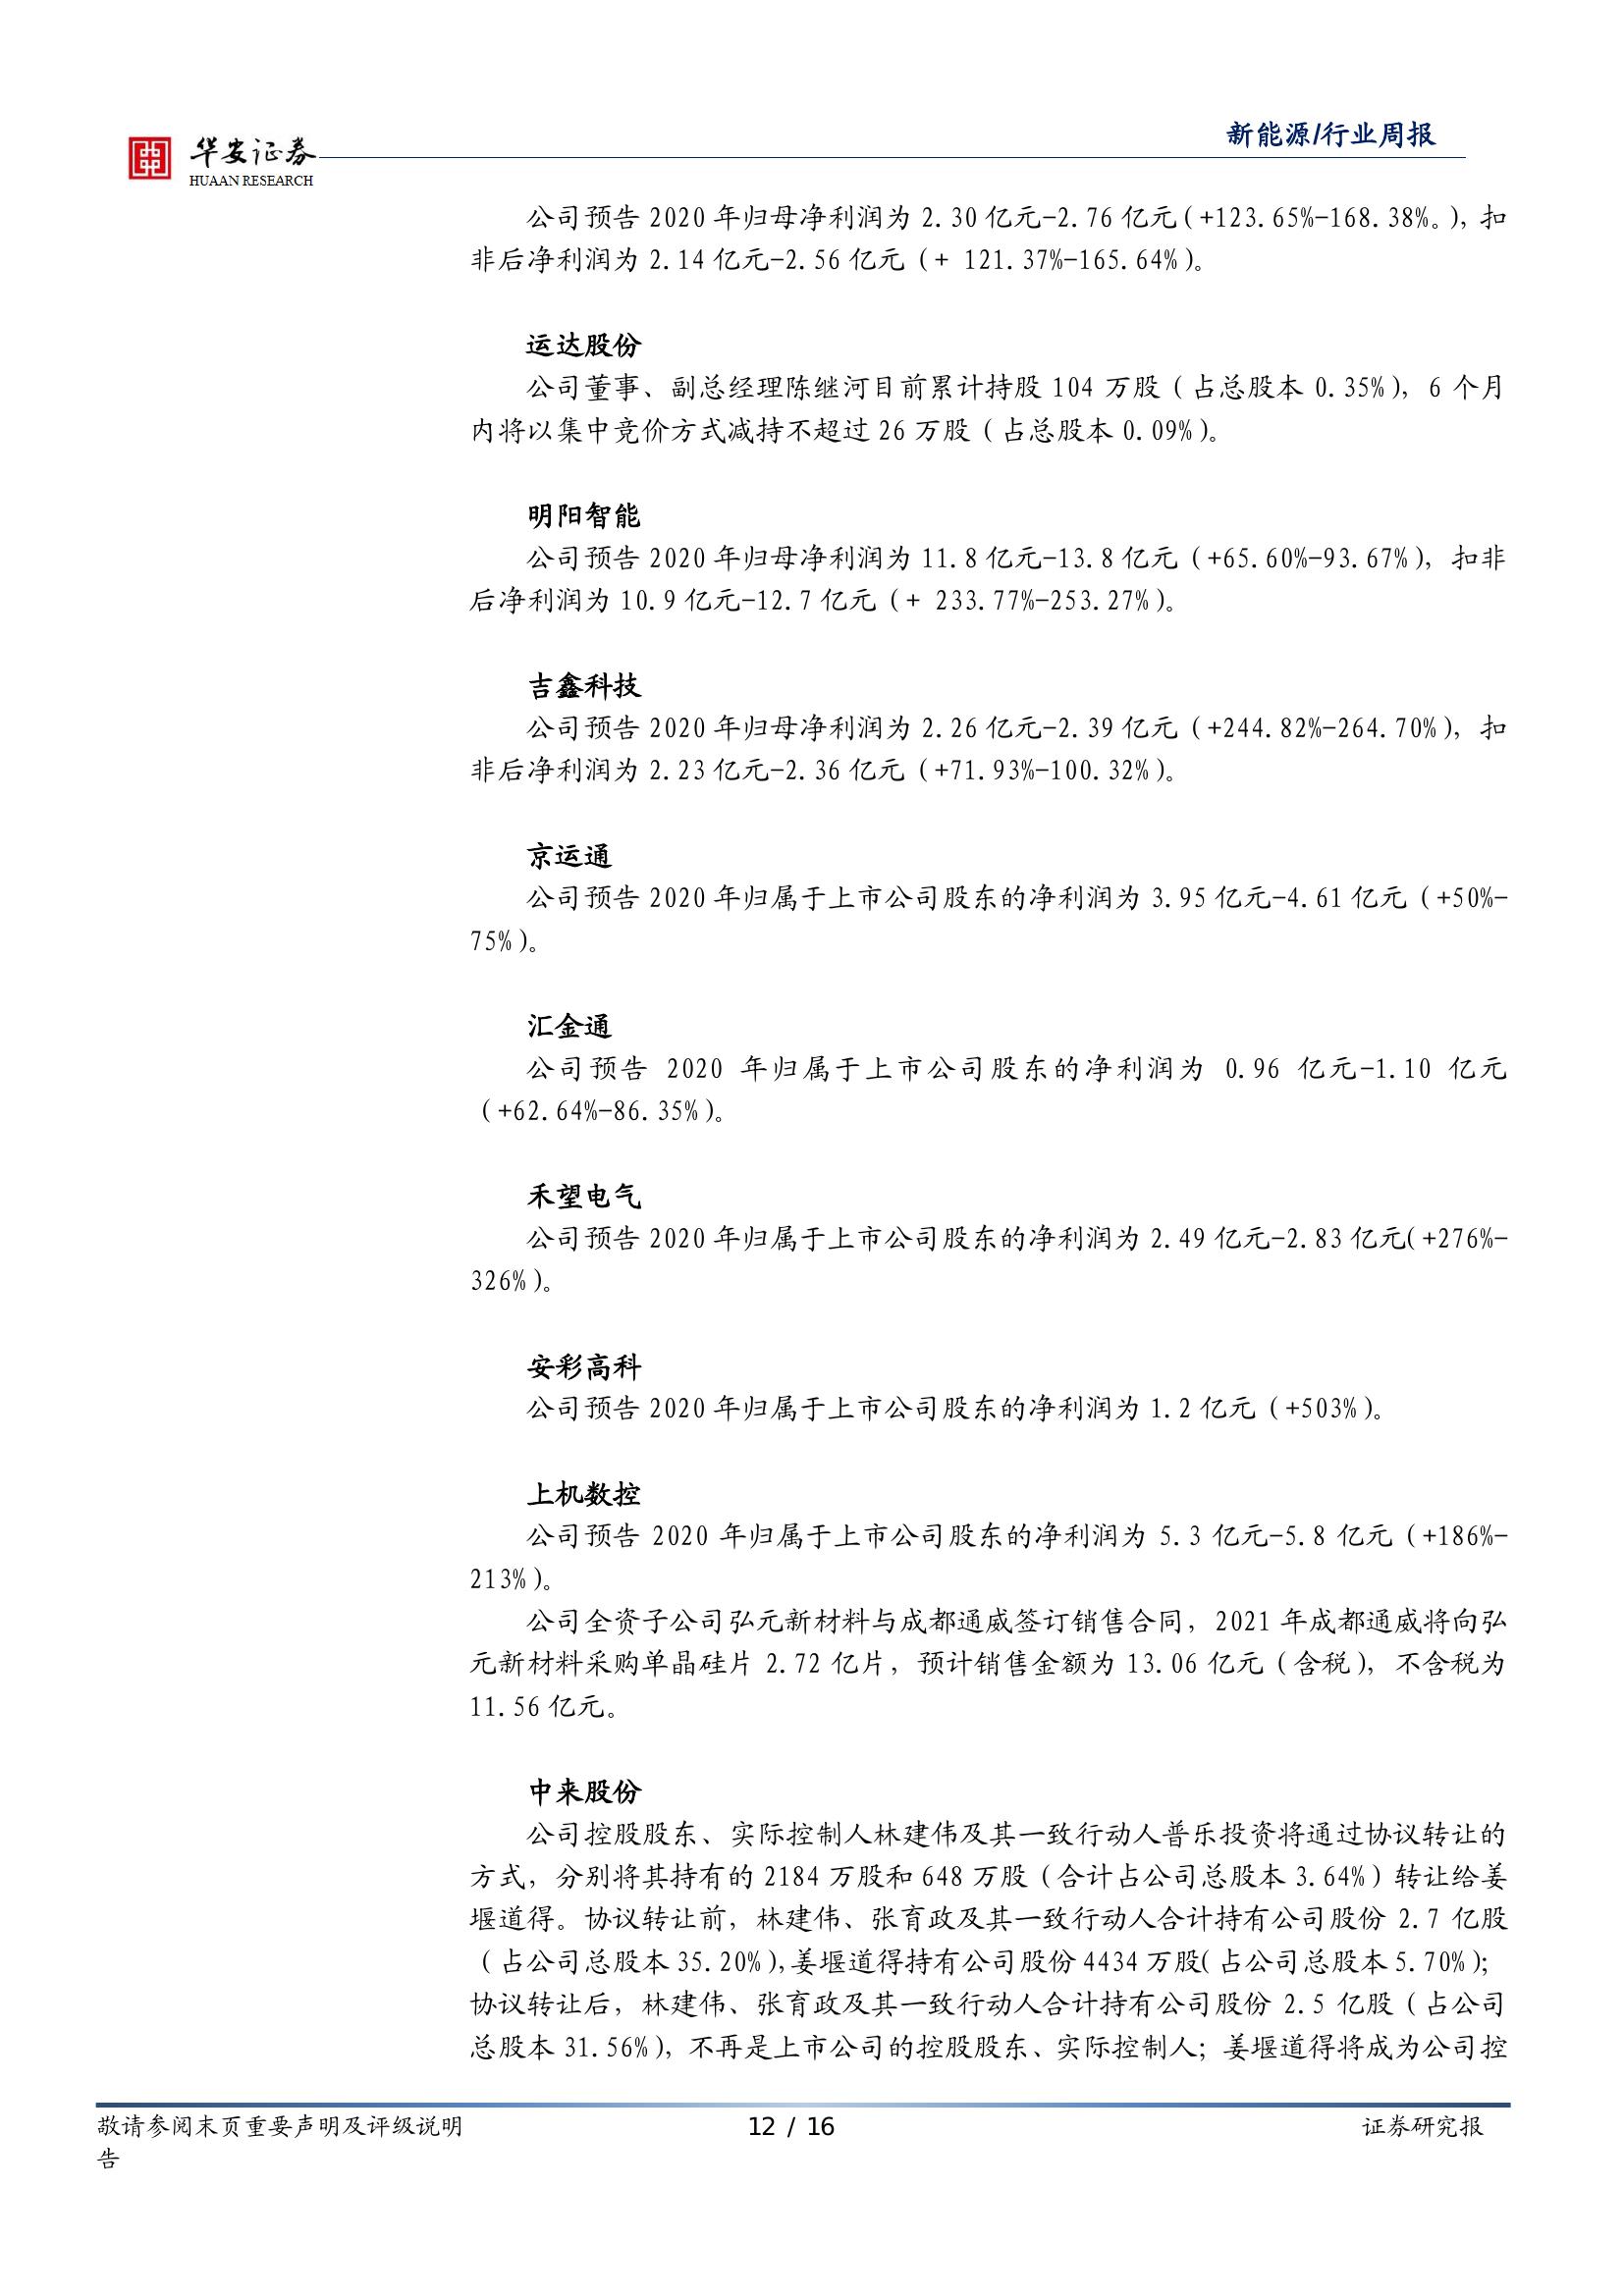 华安证券
HUAAN RESEARCH
新能源/行业周报
公司预告 2020 年归母净利润为 2.30 亿元-2.76 亿元(+123.65%-168.38%。),扣
非后净利润为 2.14 亿元-2.56 亿元(+ 121.37%-165.64%)。
运达股份
公司董事、副总经理陈继河目前累计持股 104 万股(占总股本 0.35%),6 个月
内将以集中竞价方式减持不超过 26 万股(占总股本 0.09%)。
明阳智能
公司预告 2020 年归母净利润为 11.8 亿元-13.8 亿元(+65.60%-93.67%),扣非
后净利润为 10.9 亿元-12.7 亿元(+ 233.77%-253.27%)。
吉鑫科技
公司预告 2020 年归母净利润为 2.26 亿元-2.39 亿元(+244.82%-264.70%),扣
非后净利润为 2.23 亿元-2.36 亿元(+71.93%-100.32%)。
京运通
公司预告 2020 年归属于上市公司股东的净利润为 3.95 亿元-4.61 亿元(+50%-
75%)。
汇金通
公司预告 2020 年归属于上市公司股东的净利润为 0.96 亿元-1.10 亿元
(+62.64%-86.35%)。
禾望电气
公司预告 2020 年归属于上市公司股东的净利润为 2.49 亿元-2.83 亿元(+276%-
326%)。
安彩高科
公司预告 2020 年归属于上市公司股东的净利润为 1.2 亿元(+503%)。
上机数控
公司预告 2020 年归属于上市公司股东的净利润为 5.3 亿元-5.8 亿元(+186%-
213%)。
公司全资子公司弘元新材料与成都通威签订销售合同,2021 年成都通威将向弘
元新材料采购单晶硅片 2.72 亿片,预计销售金额为 13.06 亿元(含税),不含税为
11.56 亿元。
中来股份
公司控股股东、实际控制人林建伟及其一致行动人普乐投资将通过协议转让的
方式,分别将其持有的 2184 万股和 648 万股(合计占公司总股本 3.64%)转让给姜
堰道得。协议转让前,林建伟、张育政及其一致行动人合计持有公司股份 2.7 亿股
(占公司总股本 35.20%),姜堰道得持有公司股份 4434 万股(占公司总股本 5.70%);
协议转让后,林建伟、张育政及其一致行动人合计持有公司股份 2.5 亿股(占公司
总股本 31.56%),不再是上市公司的控股股东、实际控制人;姜堰道得将成为公司控
敬请参阅末页重要声明及评级说明 12 / 16 证券研究报
告